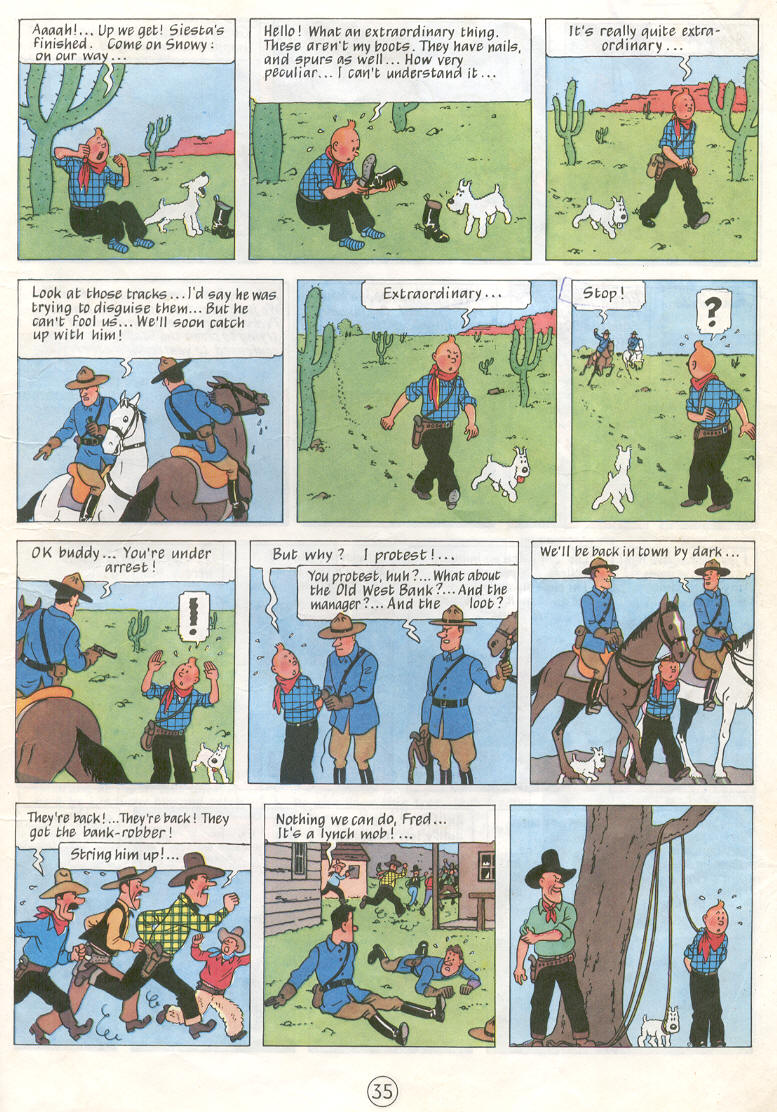 Aaaah!... Up we get! Siesta's
finished. Come on Snowy:
on our way...
Hello! What an extraordinary thing.
These aren't my boots. They have nails,
and spurs as well... How very
peculiar... I can't understand it...
It's really quite extra-
ordinary...
Look at those tracks... I'd say he was
trying to disguise them... But he
can't fool us... We'll soon catch
up with him!
Extraordinary...
Stop!
?
OK buddy... You're under
arrest!
!
But why? I protest!...
You protest, huh?... What about
the Old West Bank?... And the
manager?... And the loot?
We'll be back in town by dark...
They're back!...They're back! They
got the bank-robber!
String him up!...
Nothing we can do, Fred...
It's a lynch mob!...
35